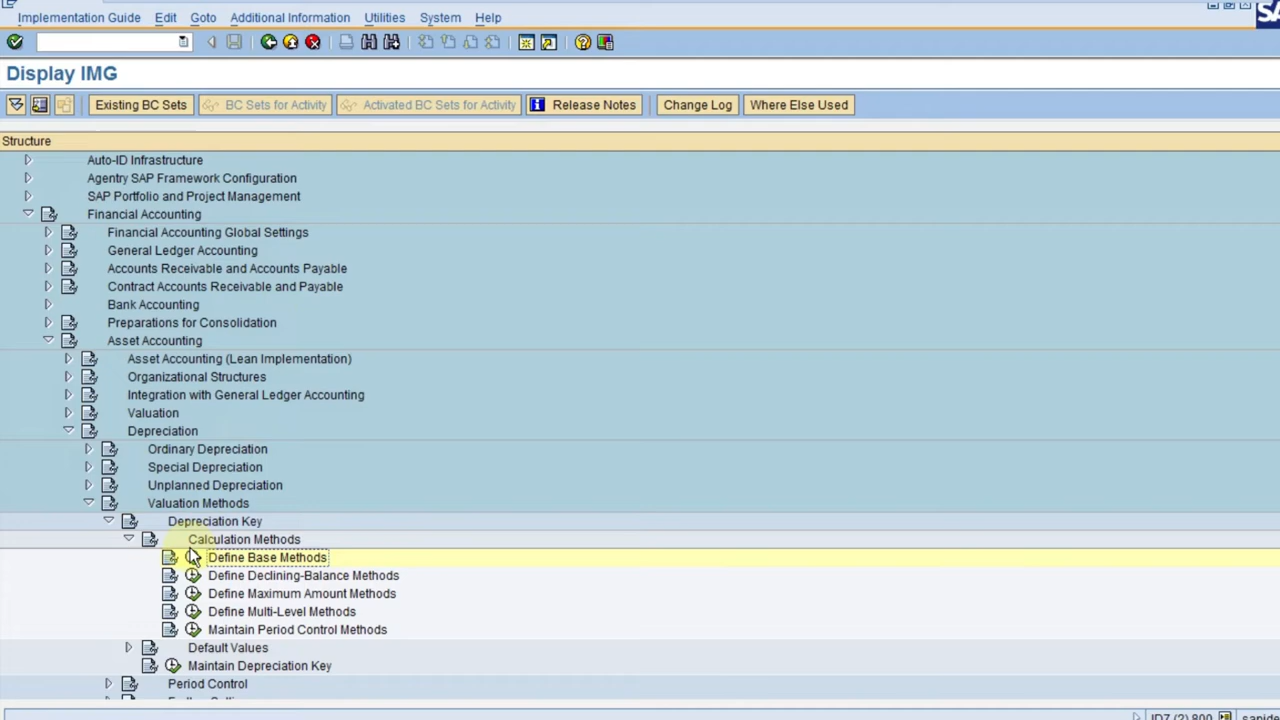 Implementation Guide Edit Goto Additional Information Utilities System Help
Display IMG
Existing BC Sets BC Sets for Activity Activated BC Sets for Activity Release Notes Change Log Where Else Used
Structure
Auto-ID Infrastructure
Agentry SAP Framework Configuration
SAP Portfolio and Project Management
Financial Accounting
Financial Accounting Global Settings
General Ledger Accounting
Accounts Receivable and Accounts Payable
Contract Accounts Receivable and Payable
Bank Accounting
Preparations for Consolidation
Asset Accounting
Asset Accounting (Lean Implementation)
Organizational Structures
Integration with General Ledger Accounting
Valuation
Depreciation
Ordinary Depreciation
Special Depreciation
Unplanned Depreciation
Valuation Methods
Depreciation Key
Calculation Methods
Define Base Methods
Define Declining-Balance Methods
Define Maximum Amount Methods
Define Multi-Level Methods
Maintain Period Control Methods
Default Values
Maintain Depreciation Key
Period Control